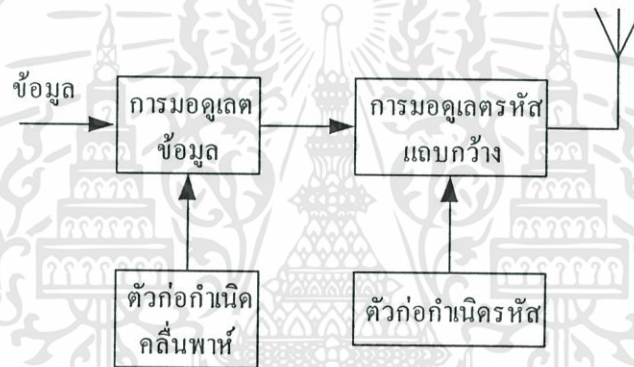 ข้อมูล
การมอดูเลต
ข้อมูล
การมอดูเลตรหัส
แถบกว้าง
ตัวก่อกำเนิด
คลื่นพาห์
ตัวก่อกำเนิดรหัส